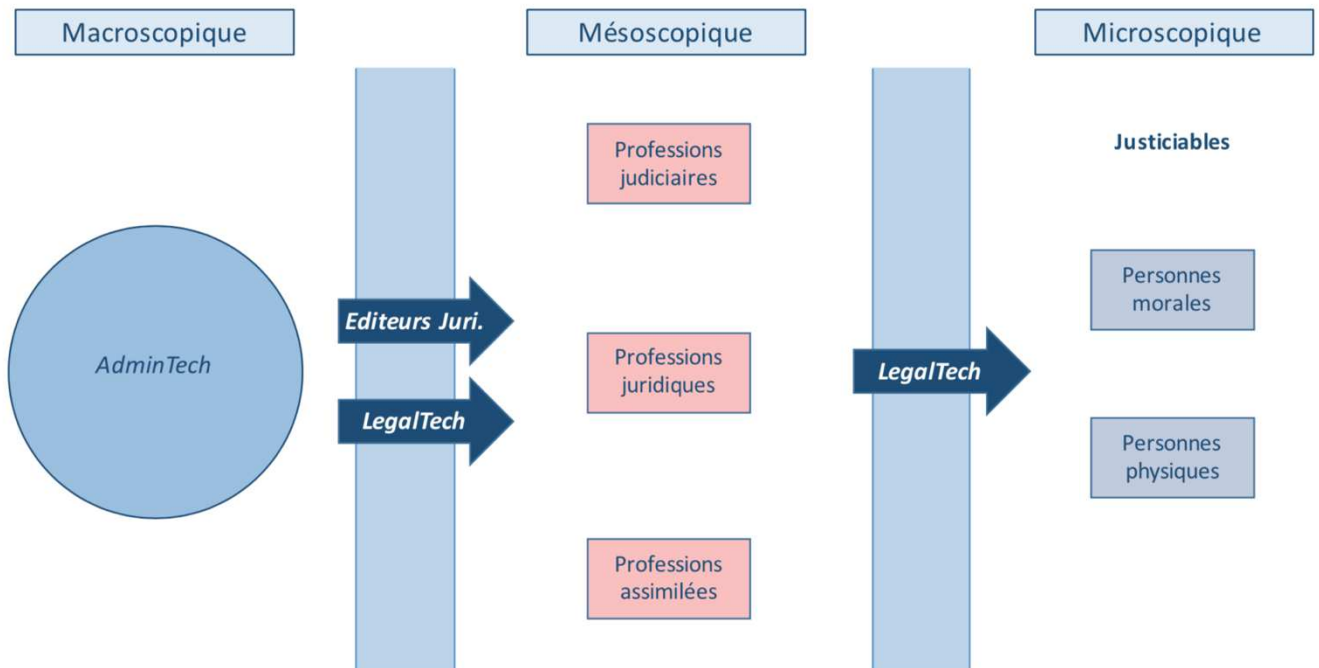 Macroscopique
Mésoscopique
Microscopique
AdminTech
Editeurs Juri.
LegalTech
Professions
judiciaires
Professions
juridiques
Professions
assimilées
LegalTech
Justiciables
Personnes
morales
Personnes
physiques